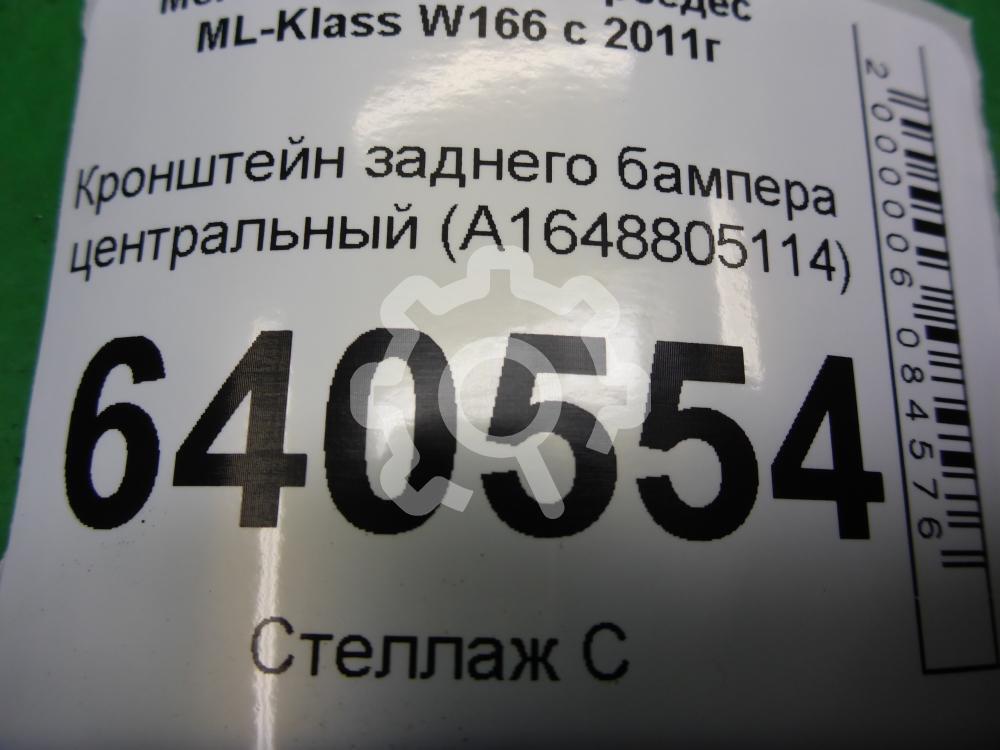 ML-Klass W166 с 2011г
Кронштейн заднего бампера
центральный (A1648805114)
640554
Стеллаж С
2000006084576